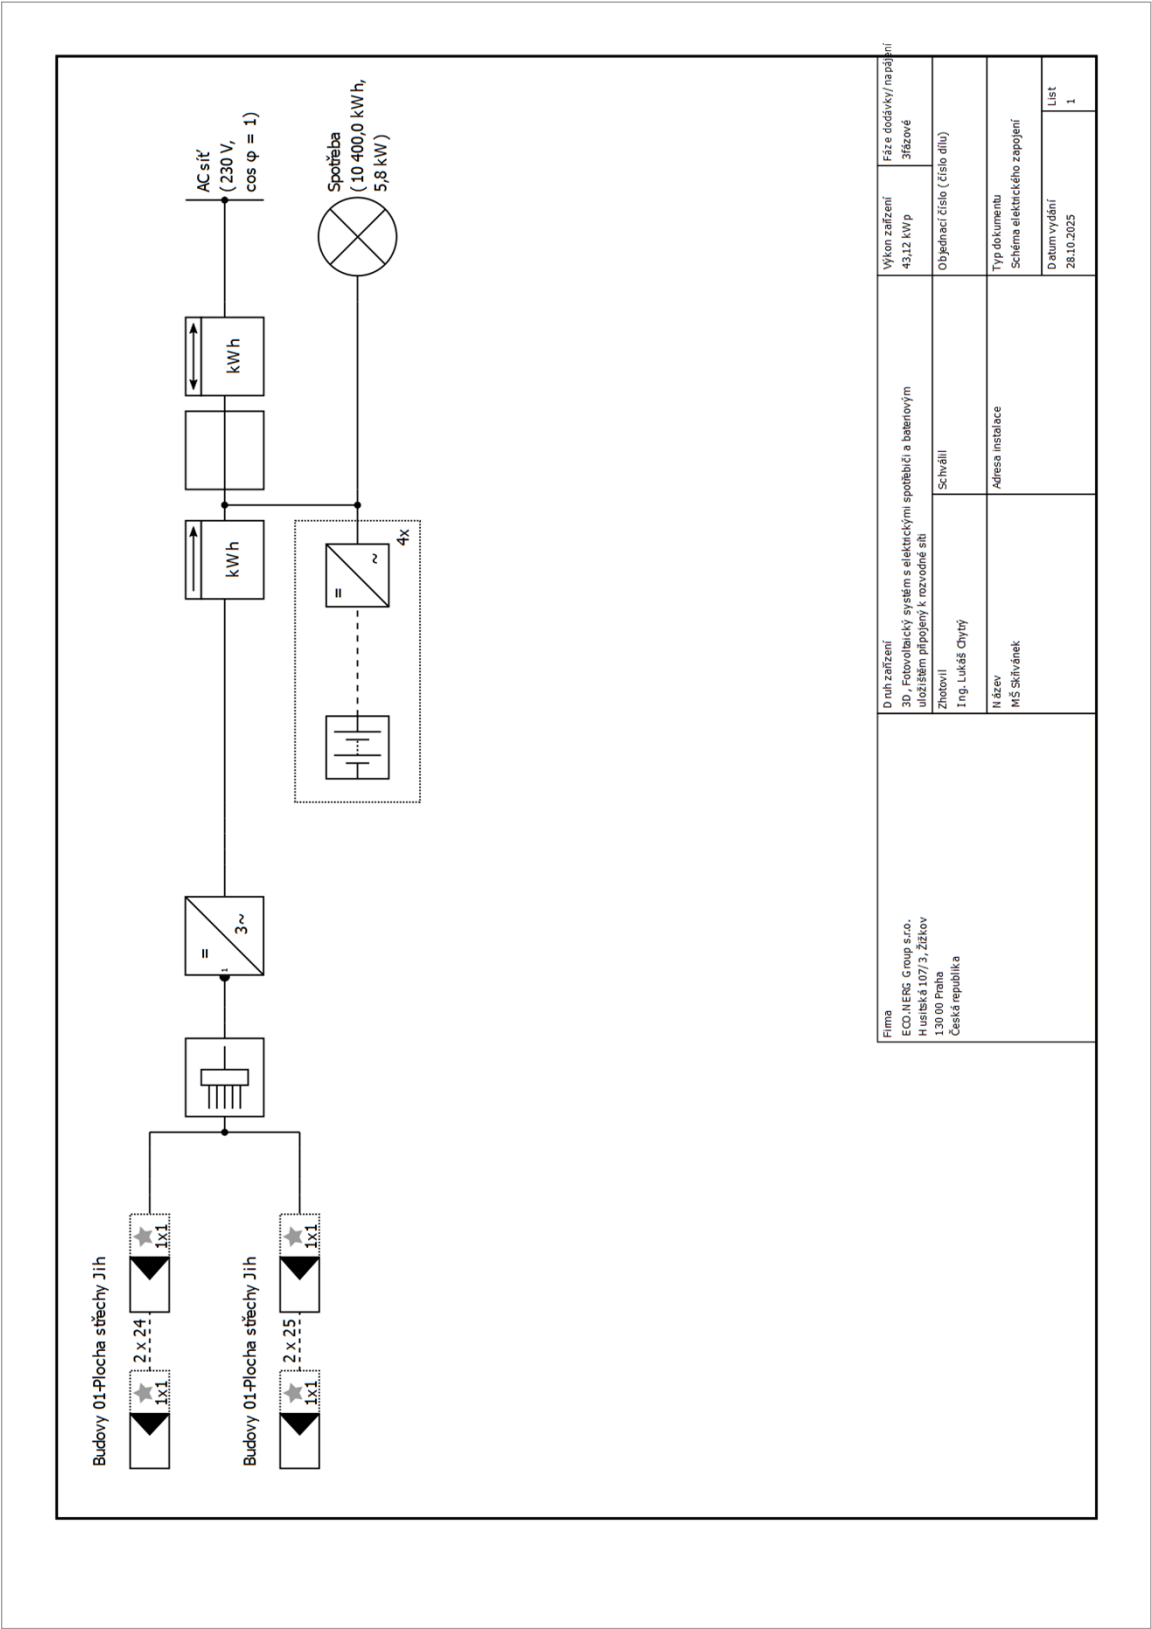 Budovy 01-Plocha střechy Jih
2 x 24
1x1
1x1
Budovy 01-Plocha střechy Jih
2 x 25
1x1
1x1
=
3~
1
kWh
kWh
AC síť
(230 V,
cos φ = 1)
=
~
4x
Spotřeba
(10 400,0 kWh,
5,8 kW)
Firma
ECO.NERG Group s.r.o.
Husitská 107/3, Žižkov
130 00 Praha
Česká republika
Druh zařízení
3D, Fotovoltaický systém s elektrickými spotřebiči a bateriovým
uložištěm připojený k rozvodné síti
Výkon zařízení
43,12 kWp
Fáze dodávky/napájení
3fázové
Zhotovil
Ing. Lukáš Chytrý
Schválil
Objednací číslo (číslo dílu)
Název
MŠ Skřivánek
Adresa instalace
Typ dokumentu
Schéma elektrického zapojení
Datum vydání
28.10.2025
List
1